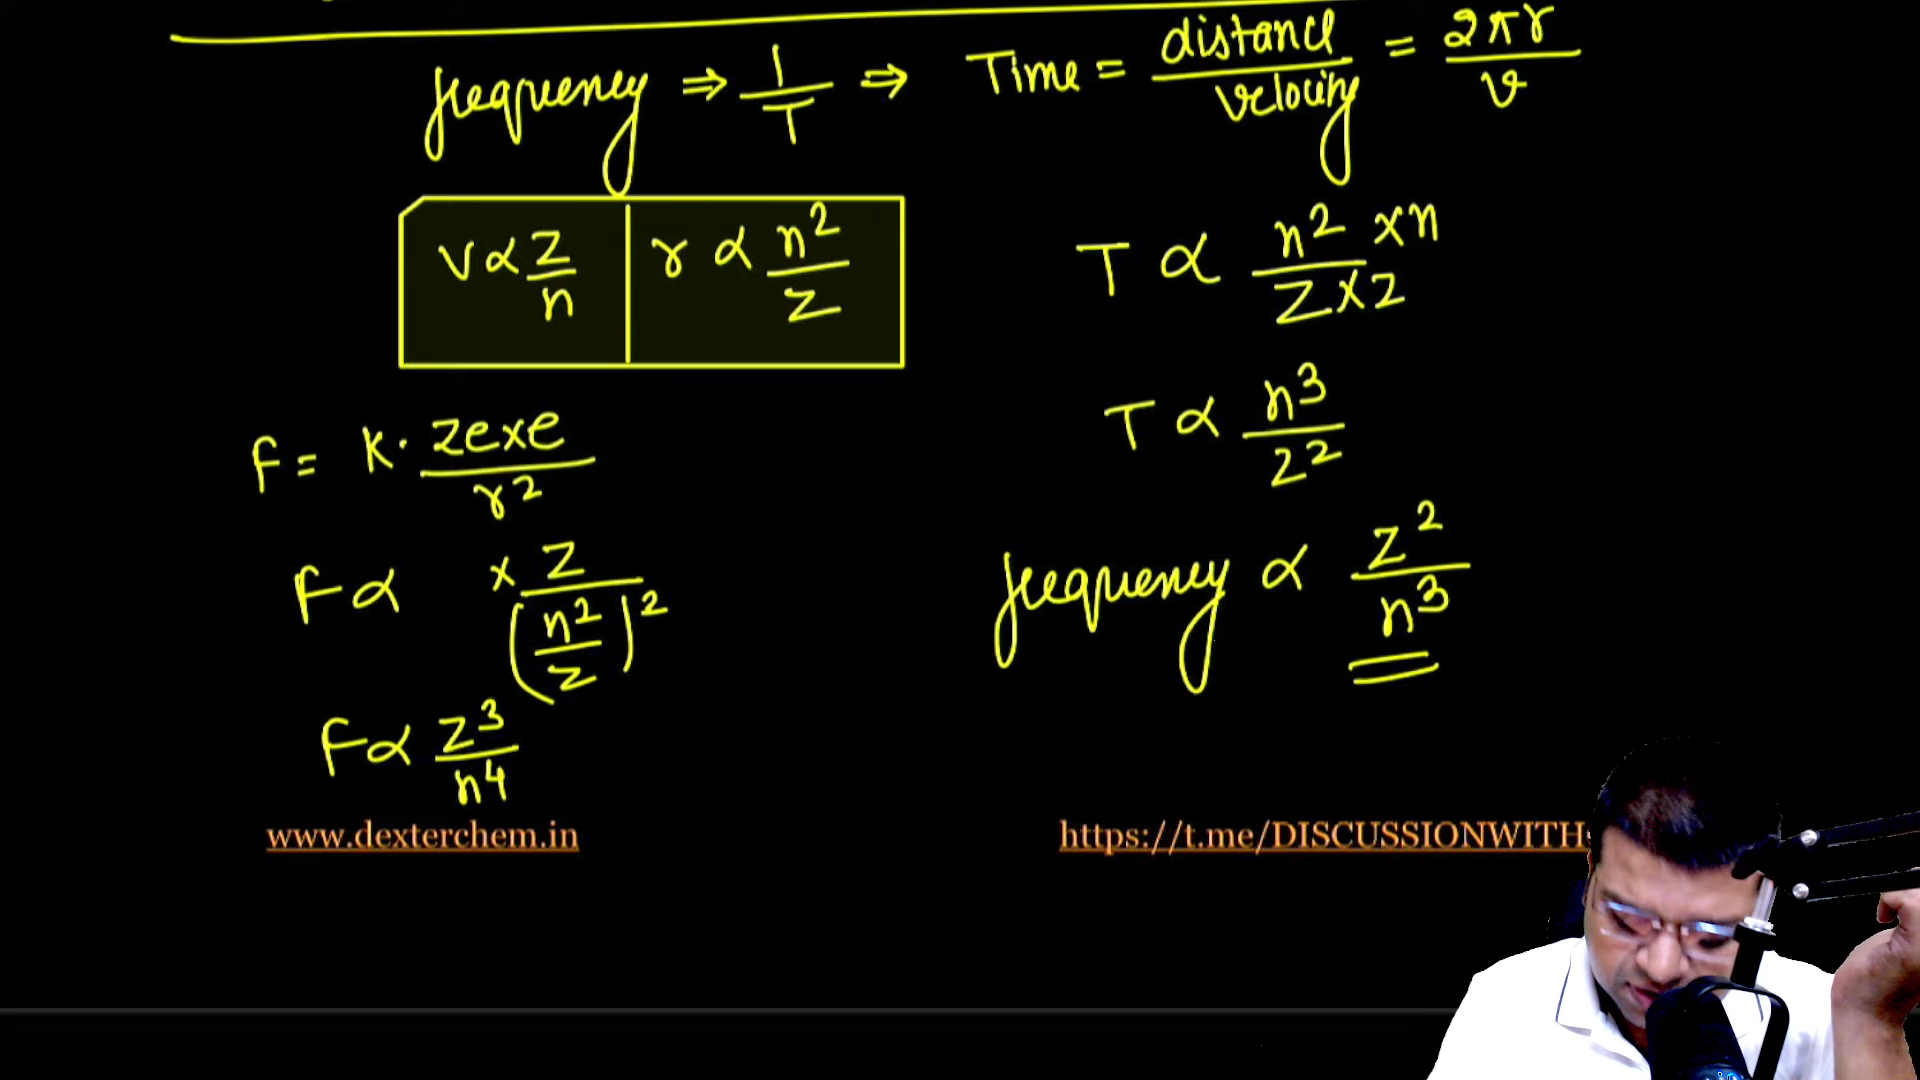 frequency ⇒ 1/T ⇒ Time = distance/velocity = 2πr/v
v ∝ Z/n | r ∝ n²/Z
T ∝ n² × n / Z × Z
F = K · Ze×e / r²
T ∝ n³/Z²
F ∝ × Z / (n²/Z)²
frequency ∝ Z²/n³
F ∝ Z³/n⁴
www.dexterchem.in
https://t.me/DISCUSSIONWITH